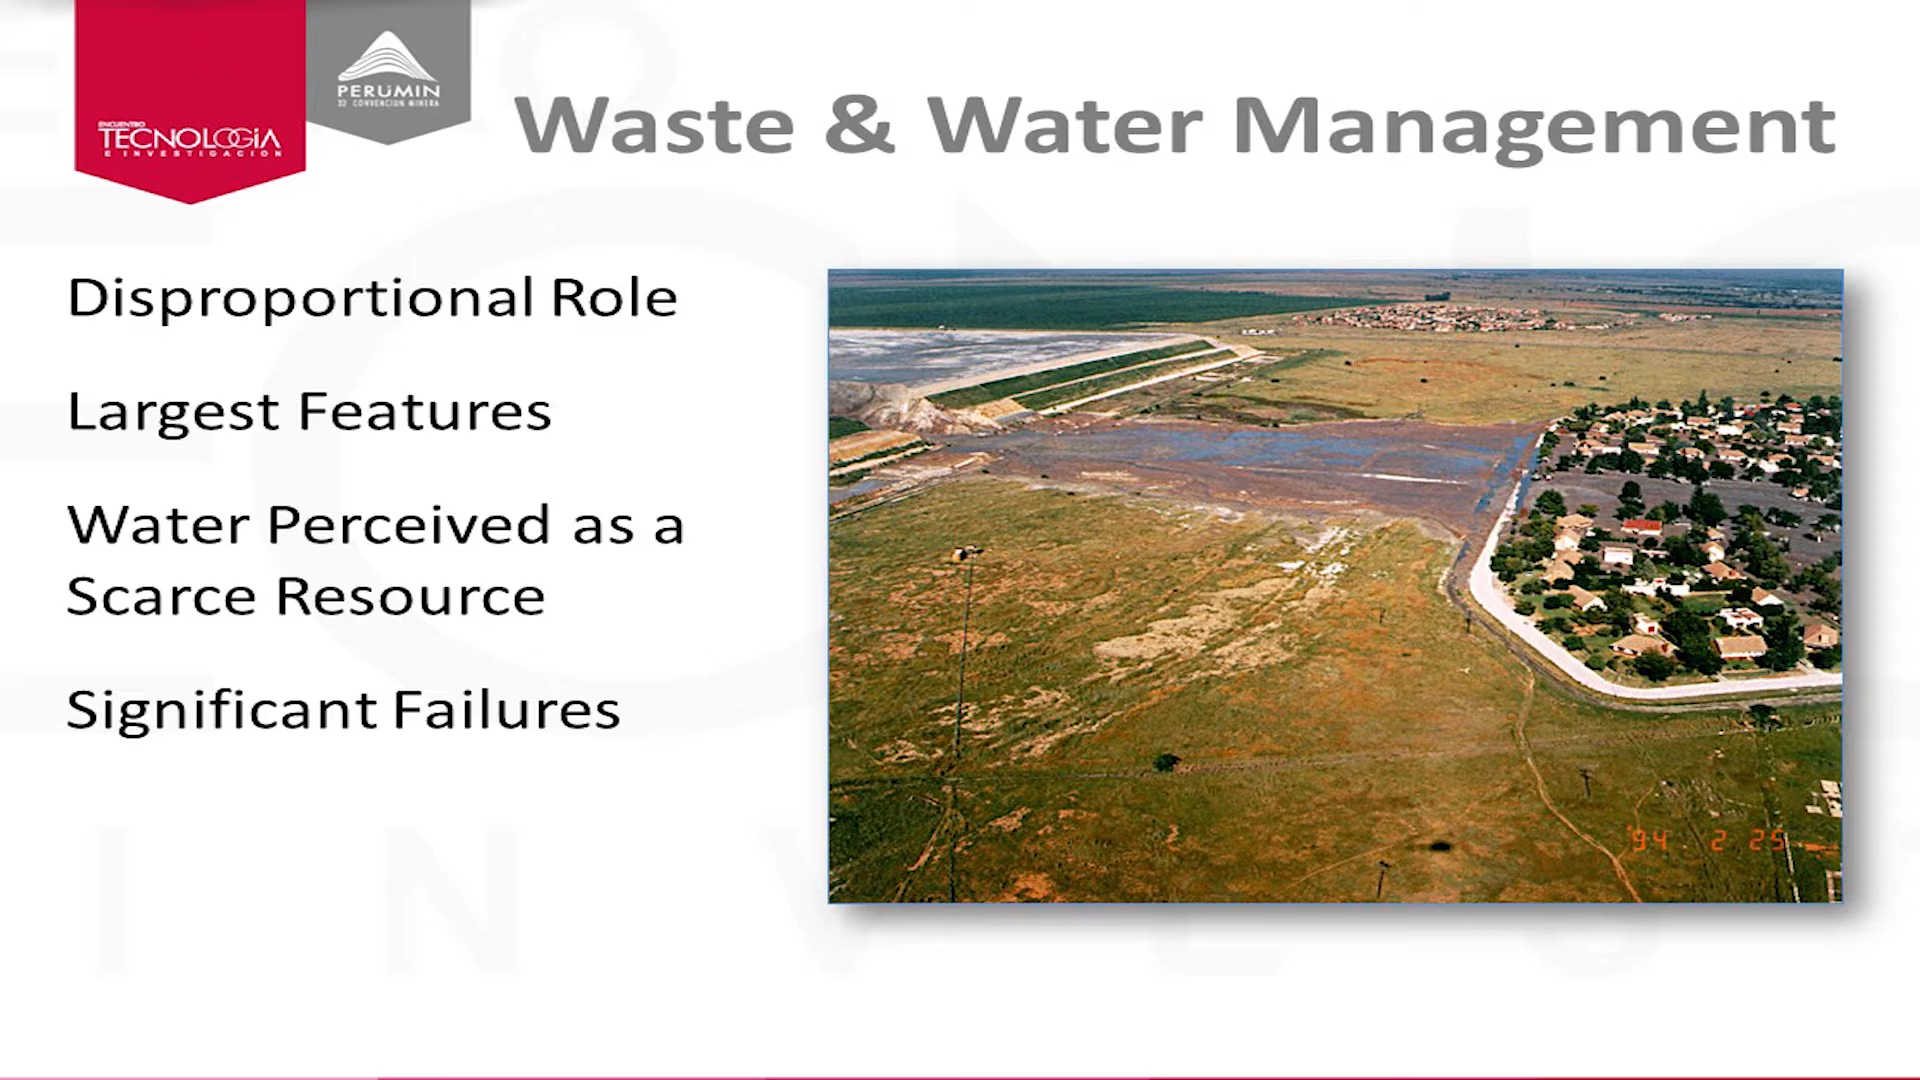 ENCUENTRO
TECNOLOGiA
E INVESTIGACION
PERUMIN
32 CONVENCION MINERA
Waste & Water Management
Disproportional Role
Largest Features
Water Perceived as a
Scarce Resource
Significant Failures
94 2 25